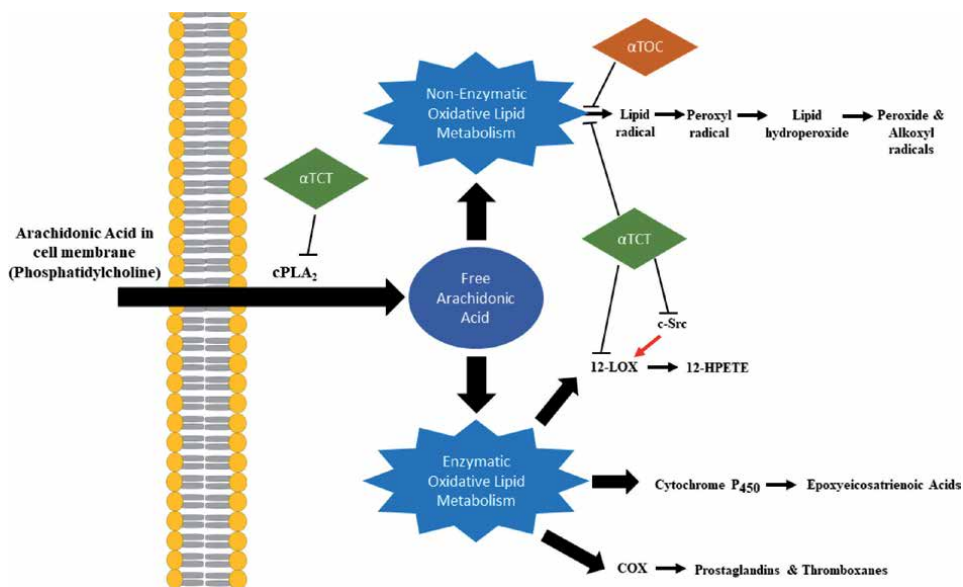 αTOC
Non-Enzymatic
Oxidative Lipid
Metabolism
Lipid
radical
Peroxyl
radical
Lipid
hydroperoxide
Peroxide &
Alkoxyl
radicals
αTCT
αTCT
Arachidonic Acid in
cell membrane
(Phosphatidylcholine)
cPLA₂
Free
Arachidonic
Acid
c-Src
12-LOX
12-HPETE
Enzymatic
Oxidative Lipid
Metabolism
Cytochrome P₄₅₀
Epoxyeicosatrienoic Acids
COX
Prostaglandins & Thromboxanes